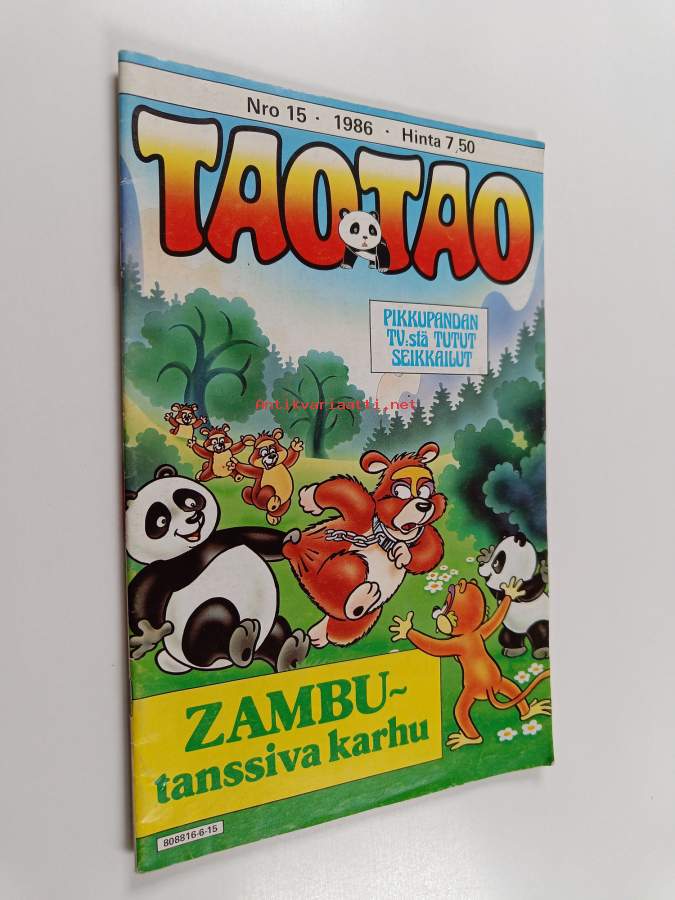 Nro 15 · 1986 · Hinta 7,50
TAOTAO
PIKKUPANDAN
TV:stä TUTUT
SEIKKAILUT
Antikvariaatti.net
ZAMBU~
tanssiva karhu
808816-6-15